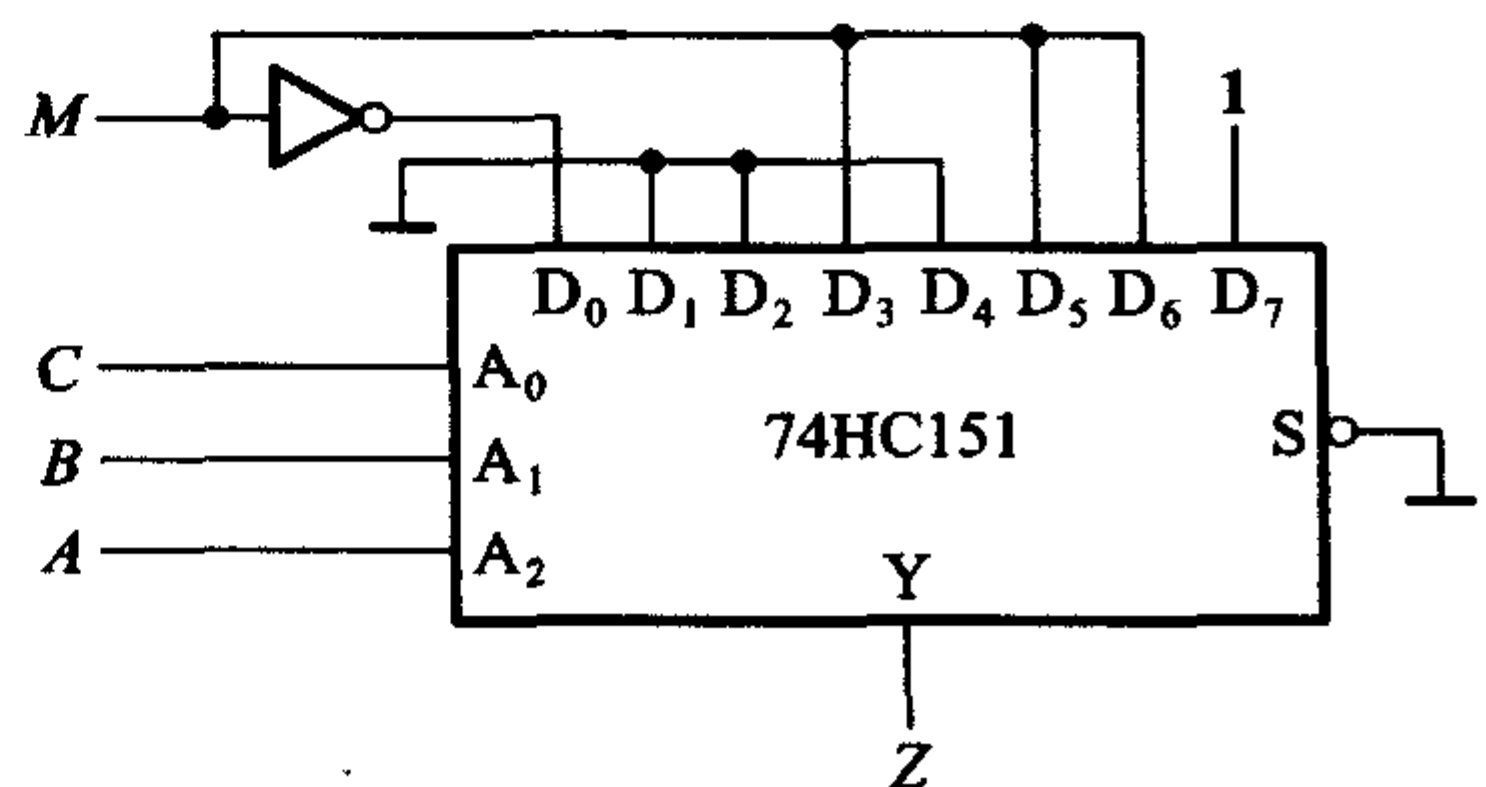 1
M
D₀ D₁ D₂ D₃ D₄ D₅ D₆ D₇
C A₀
74HC151
S
B A₁
A A₂
Y
Z